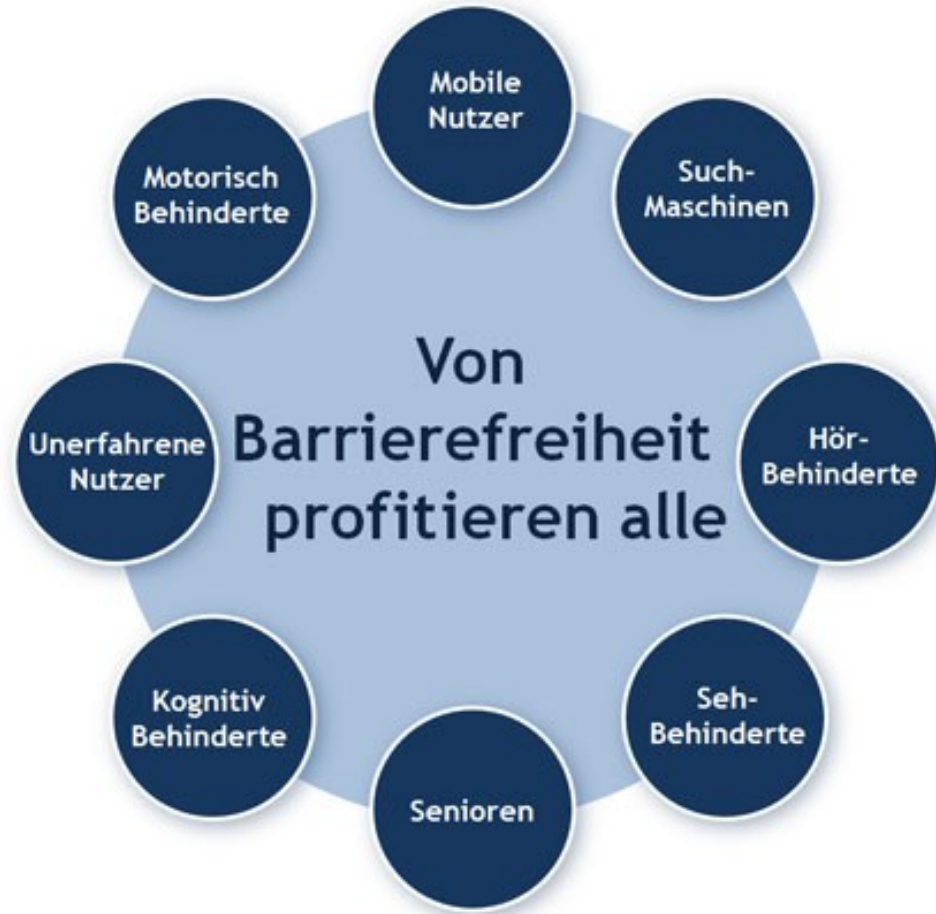 Mobile
Nutzer
Such-
Maschinen
Hör-
Behinderte
Seh-
Behinderte
Senioren
Kognitiv
Behinderte
Unerfahrene
Nutzer
Motorisch
Behinderte
Von
Barrierefreiheit
profitieren alle